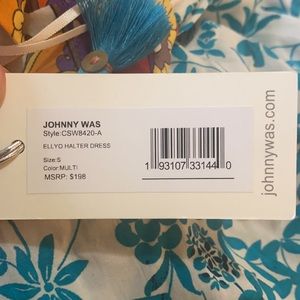 JOHNNY WAS
Style:CSW8420-A
ELLYO HALTER DRESS
Size:S
Color:MULTI
MSRP: $198
1 93107 33144 0
johnnywas.com